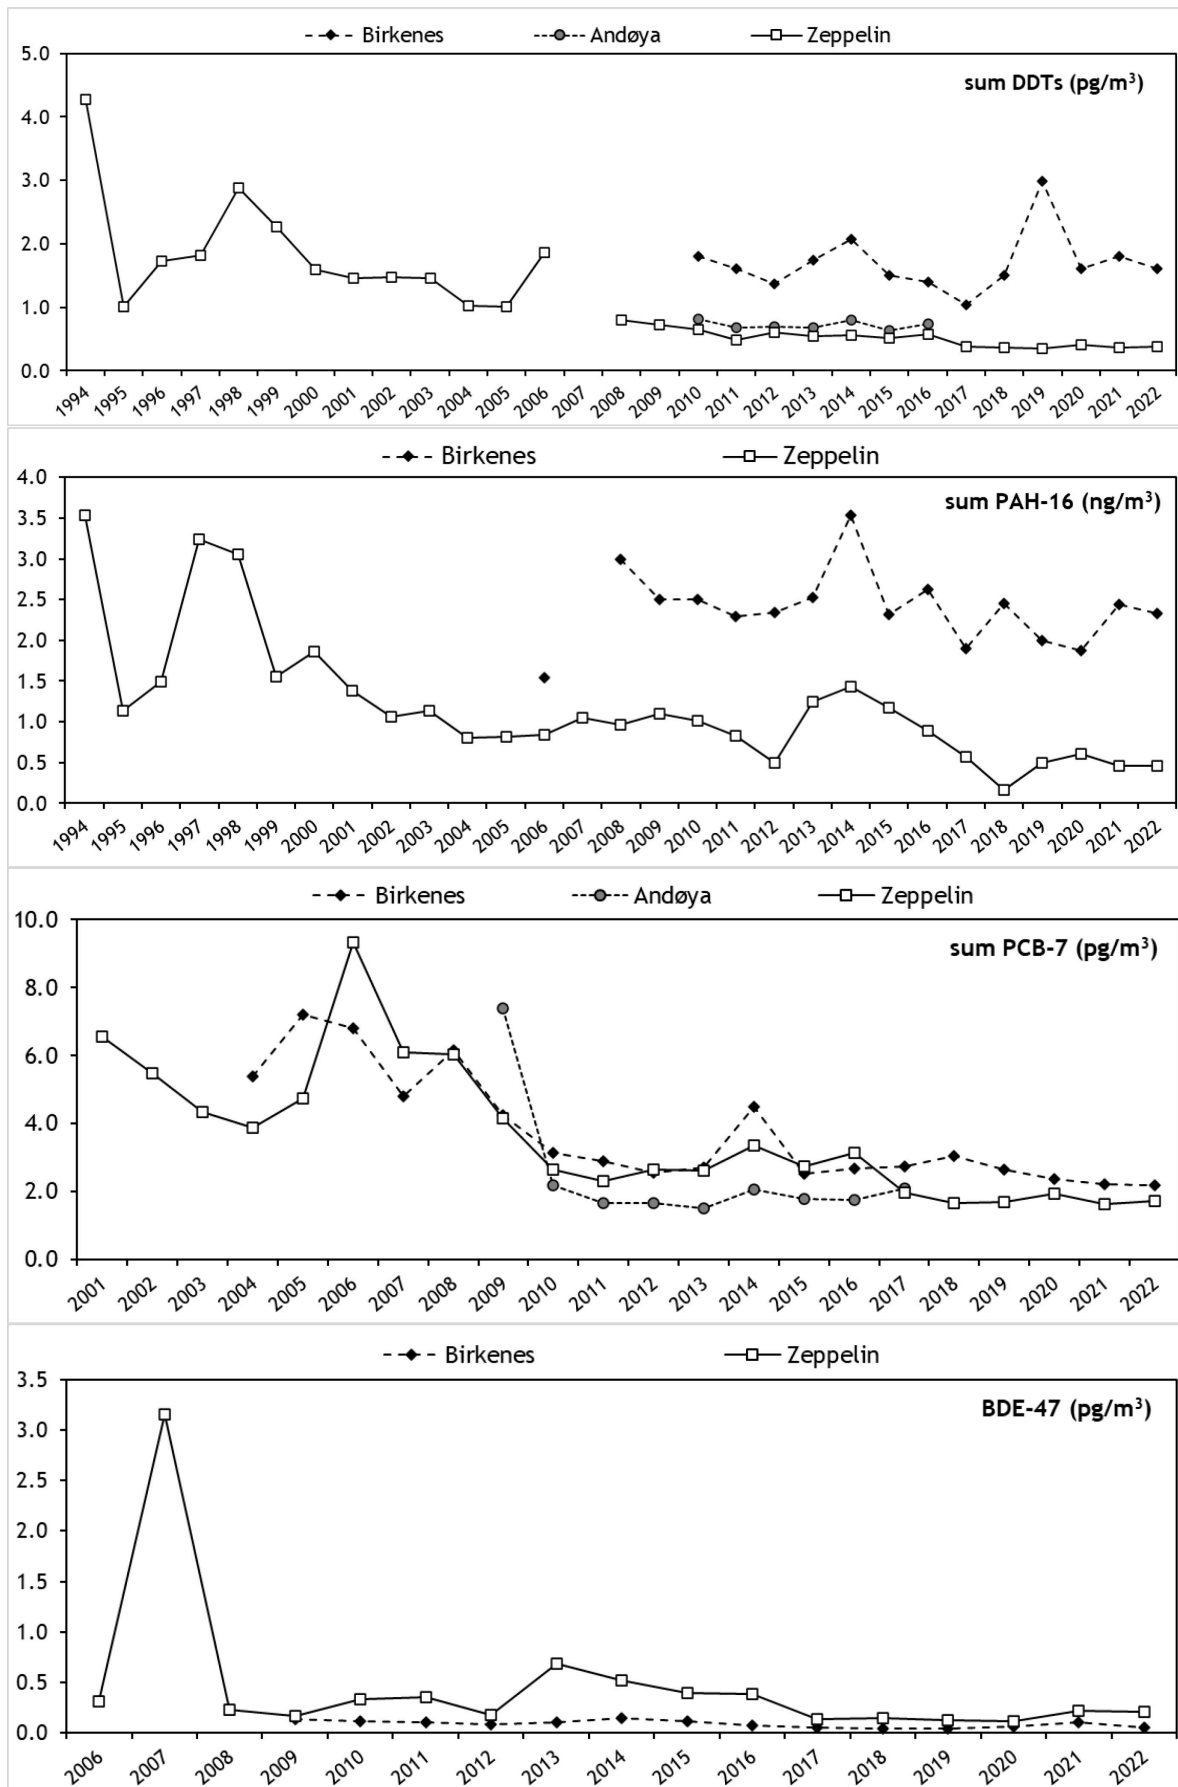 Birkenes Andøya Zeppelin
5.0
sum DDTs (pg/m³)
4.0
3.0
2.0
1.0
0.0
1994 1995 1996 1997 1998 1999 2000 2001 2002 2003 2004 2005 2006 2007 2008 2009 2010 2011 2012 2013 2014 2015 2016 2017 2018 2019 2020 2021 2022
Birkenes Zeppelin
4.0
sum PAH-16 (ng/m³)
3.5
3.0
2.5
2.0
1.5
1.0
0.5
0.0
1994 1995 1996 1997 1998 1999 2000 2001 2002 2003 2004 2005 2006 2007 2008 2009 2010 2011 2012 2013 2014 2015 2016 2017 2018 2019 2020 2021 2022
Birkenes Andøya Zeppelin
10.0
sum PCB-7 (pg/m³)
8.0
6.0
4.0
2.0
0.0
2001 2002 2003 2004 2005 2006 2007 2008 2009 2010 2011 2012 2013 2014 2015 2016 2017 2018 2019 2020 2021 2022
Birkenes Zeppelin
3.5
BDE-47 (pg/m³)
3.0
2.5
2.0
1.5
1.0
0.5
0.0
2006 2007 2008 2009 2010 2011 2012 2013 2014 2015 2016 2017 2018 2019 2020 2021 2022